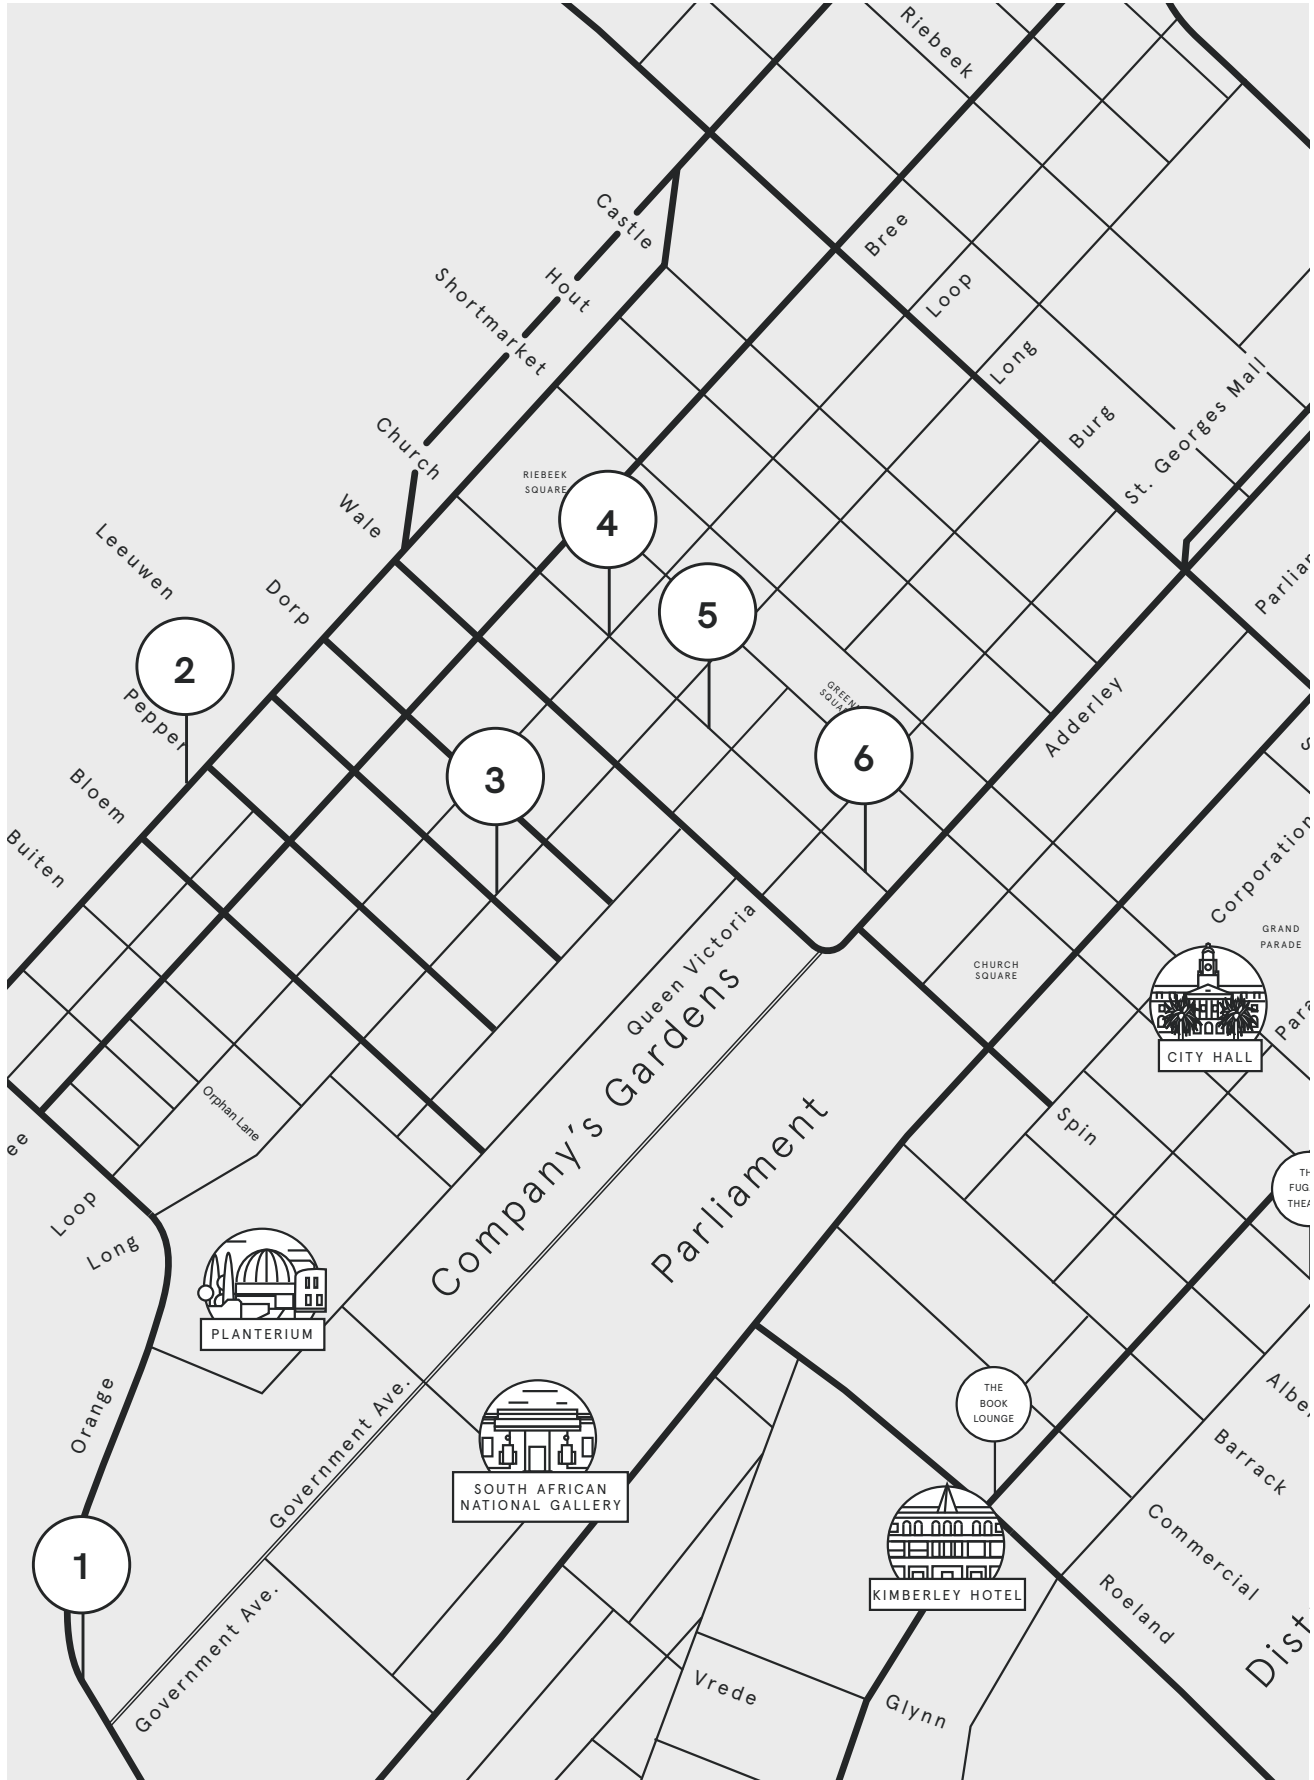 Riebeek
Castle
Bree
Hout
Loop
Shortmarket
Long
St. Georges Mall
Burg
Church
RIEBEEK
SQUARE
Wale
4
Leeuwen
5
Dorp
2
Pepper
Adderley
GREEN
6
3
Bloem
Buiten
Corporation
Queen Victoria
GRAND
PARADE
CHURCH
SQUARE
Company's Gardens
CITY HALL
Orphan Lane
Parliament
Spin
Loop
Long
PLANTERIUM
Orange
Government Ave.
THE
BOOK
LOUNGE
Barrack
SOUTH AFRICAN
NATIONAL GALLERY
Commercial
1
KIMBERLEY HOTEL
Roeland
Government Ave.
Vrede
Glynn